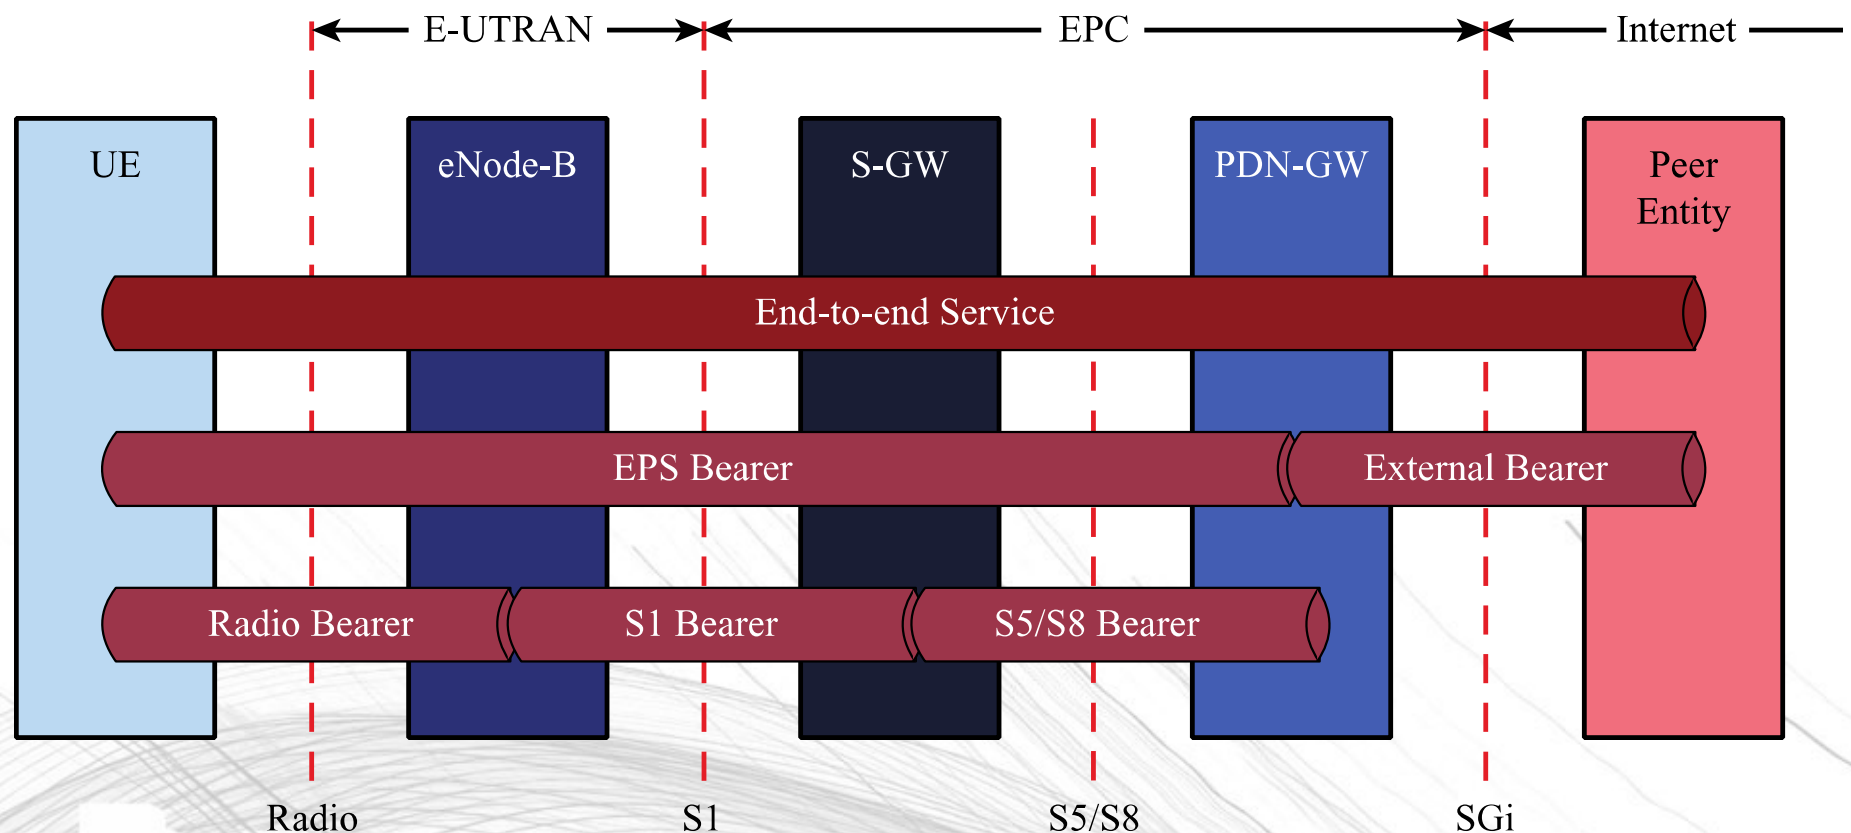 E-UTRAN EPC Internet
UE eNode-B S-GW PDN-GW Peer
Entity
End-to-end Service
EPS Bearer External Bearer
Radio Bearer S1 Bearer S5/S8 Bearer
Radio S1 S5/S8 SGi